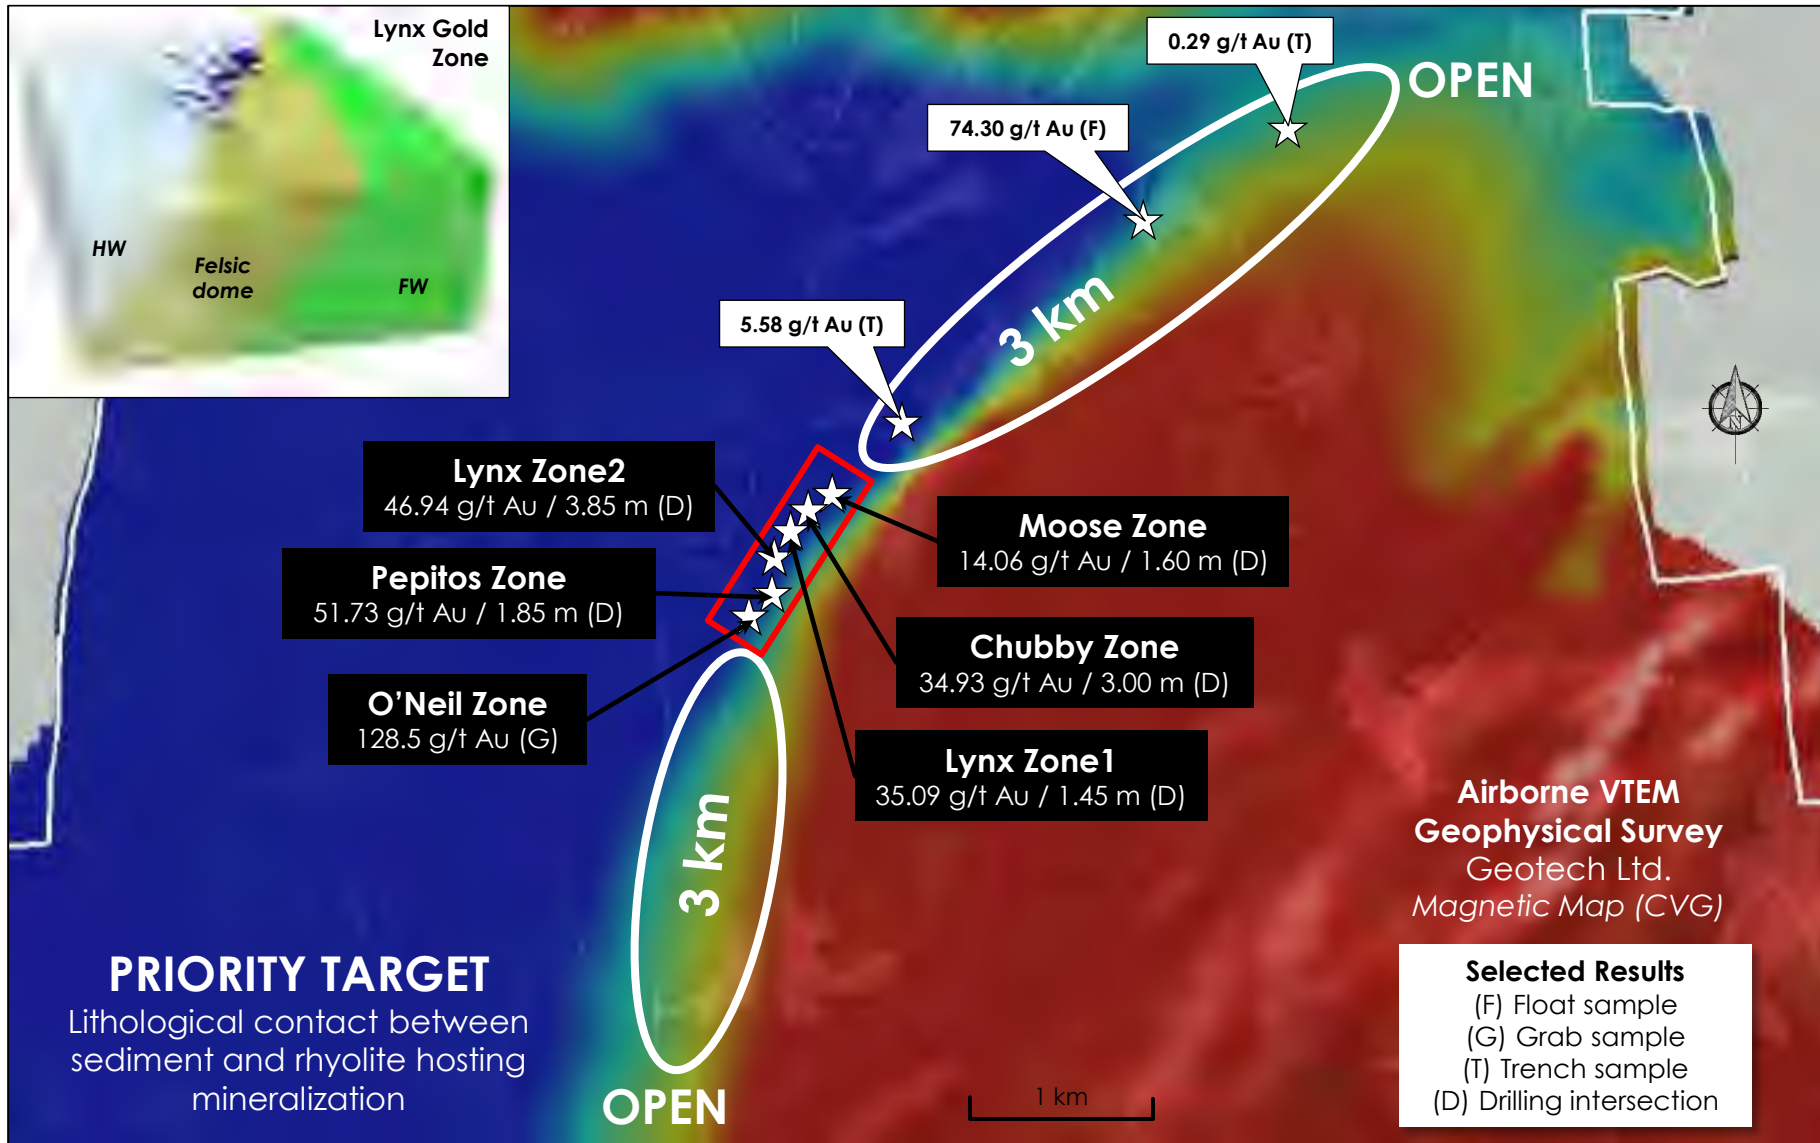 Lynx Gold
Zone
HW
Felsic
dome
FW
0.29 g/t Au (T)
OPEN
74.30 g/t Au (F)
3 km
5.58 g/t Au (T)
N
Lynx Zone2
46.94 g/t Au / 3.85 m (D)
Moose Zone
14.06 g/t Au / 1.60 m (D)
Pepitos Zone
51.73 g/t Au / 1.85 m (D)
Chubby Zone
34.93 g/t Au / 3.00 m (D)
O'Neil Zone
128.5 g/t Au (G)
Lynx Zone1
35.09 g/t Au / 1.45 m (D)
3 km
Airborne VTEM
Geophysical Survey
Geotech Ltd.
Magnetic Map (CVG)
PRIORITY TARGET
Lithological contact between
sediment and rhyolite hosting
mineralization
OPEN
1 km
Selected Results
(F) Float sample
(G) Grab sample
(T) Trench sample
(D) Drilling intersection